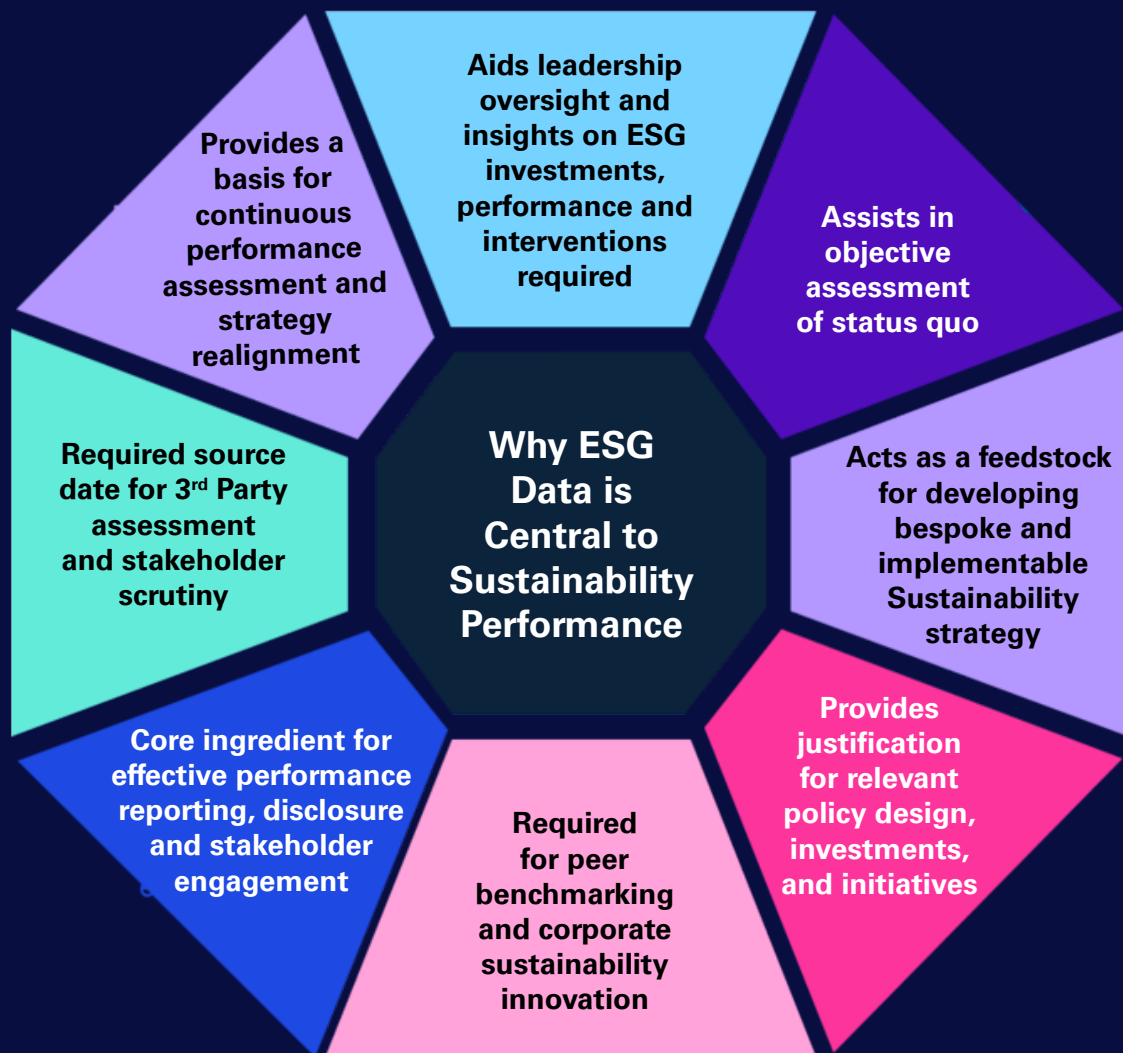 Why ESG
Data is
Central to
Sustainability
Performance
Aids leadership
oversight and
insights on ESG
investments,
performance and
interventions
required
Assists in
objective
assessment
of status quo
Acts as a feedstock
for developing
bespoke and
implementable
Sustainability
strategy
Provides
justification
for relevant
policy design,
investments,
and initiatives
Required
for peer
benchmarking
and corporate
sustainability
innovation
Core ingredient for
effective performance
reporting, disclosure
and stakeholder
engagement
Required source
date for 3rd Party
assessment
and stakeholder
scrutiny
Provides a
basis for
continuous
performance
assessment and
strategy
realignment